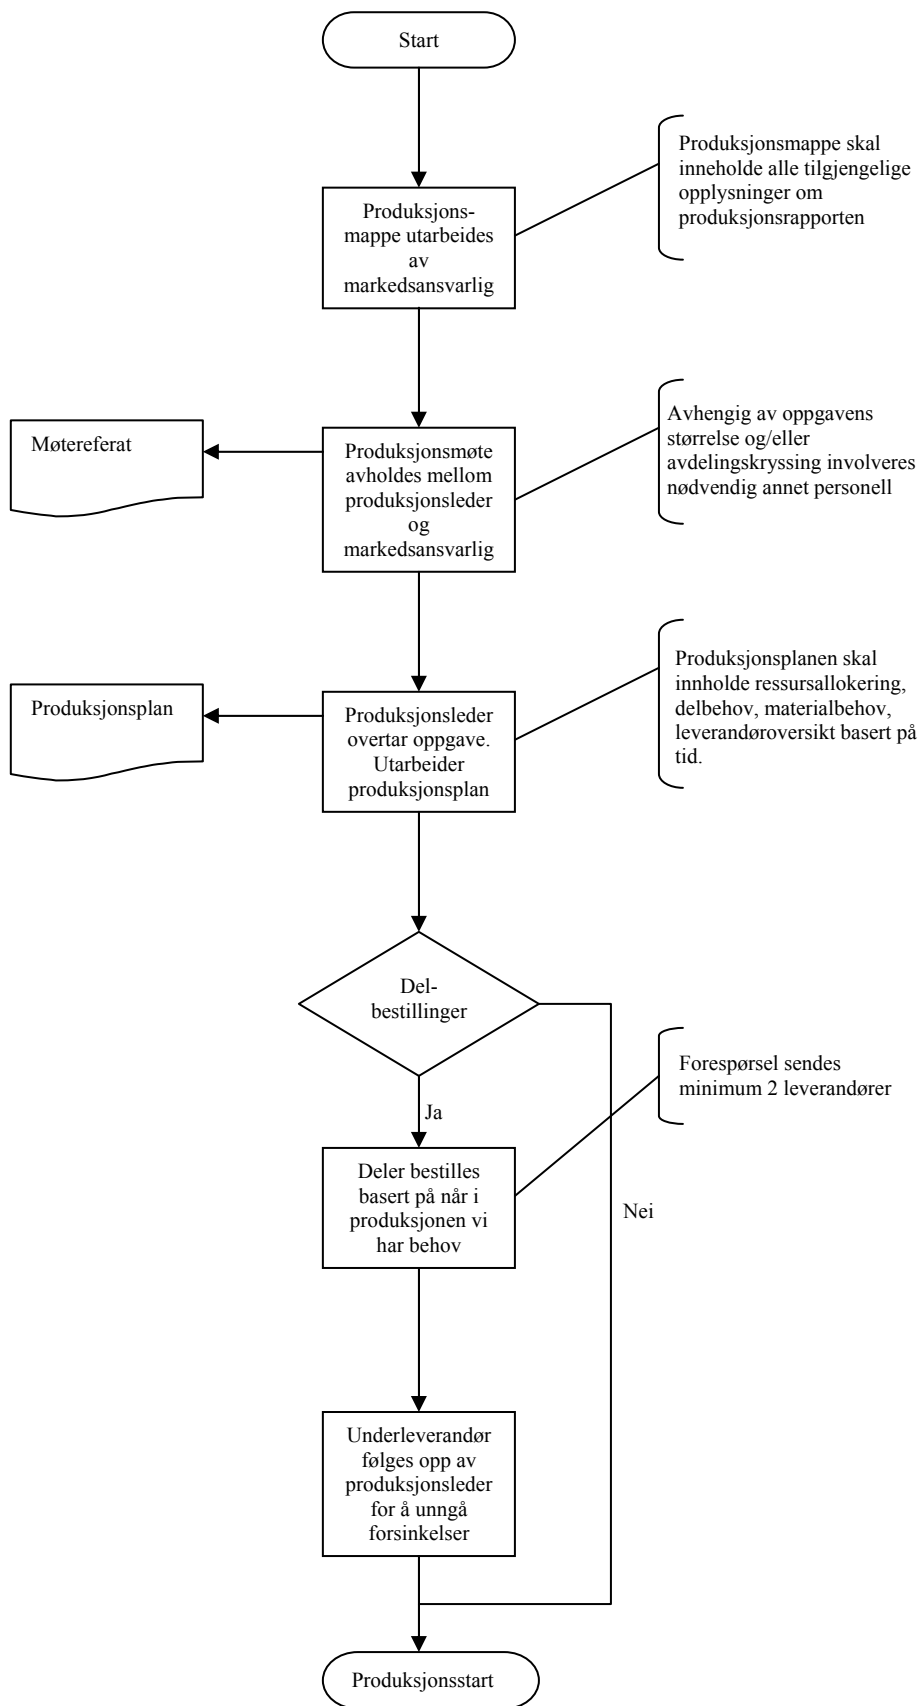 Start
Produksjonsmappe skal
inneholde alle tilgjengelige
opplysninger om
produksjonsrapporten
Produksjons-
mappe utarbeides
av
markedsansvarlig
Møtereferat
Produksjonsmøte
avholdes mellom
produksjonsleder
og
markedsansvarlig
Avhengig av oppgavens
størrelse og/eller
avdelingskryssing involveres
nødvendig annet personell
Produksjonsplan
Produksjonsleder
overtar oppgave.
Utarbeider
produksjonsplan
Produksjonsplanen skal
innholde ressursallokering,
delbehov, materialbehov,
leverandøroversikt basert på
tid.
Del-
bestillinger
Forespørsel sendes
minimum 2 leverandører
Ja
Deler bestilles
basert på når i
produksjonen vi
har behov
Nei
Underleverandør
følges opp av
produksjonsleder
for å unngå
forsinkelser
Produksjonsstart